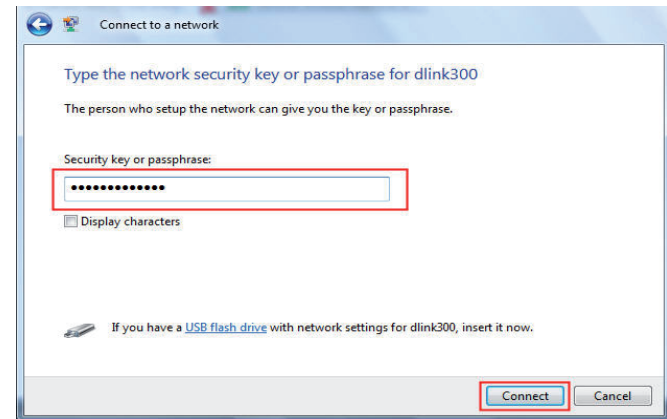 Connect to a network
Type the network security key or passphrase for dlink300
The person who setup the network can give you the key or passphrase.
Security key or passphrase:
•••••••••••••
Display characters
If you have a USB flash drive with network settings for dlink300, insert it now.
Connect Cancel